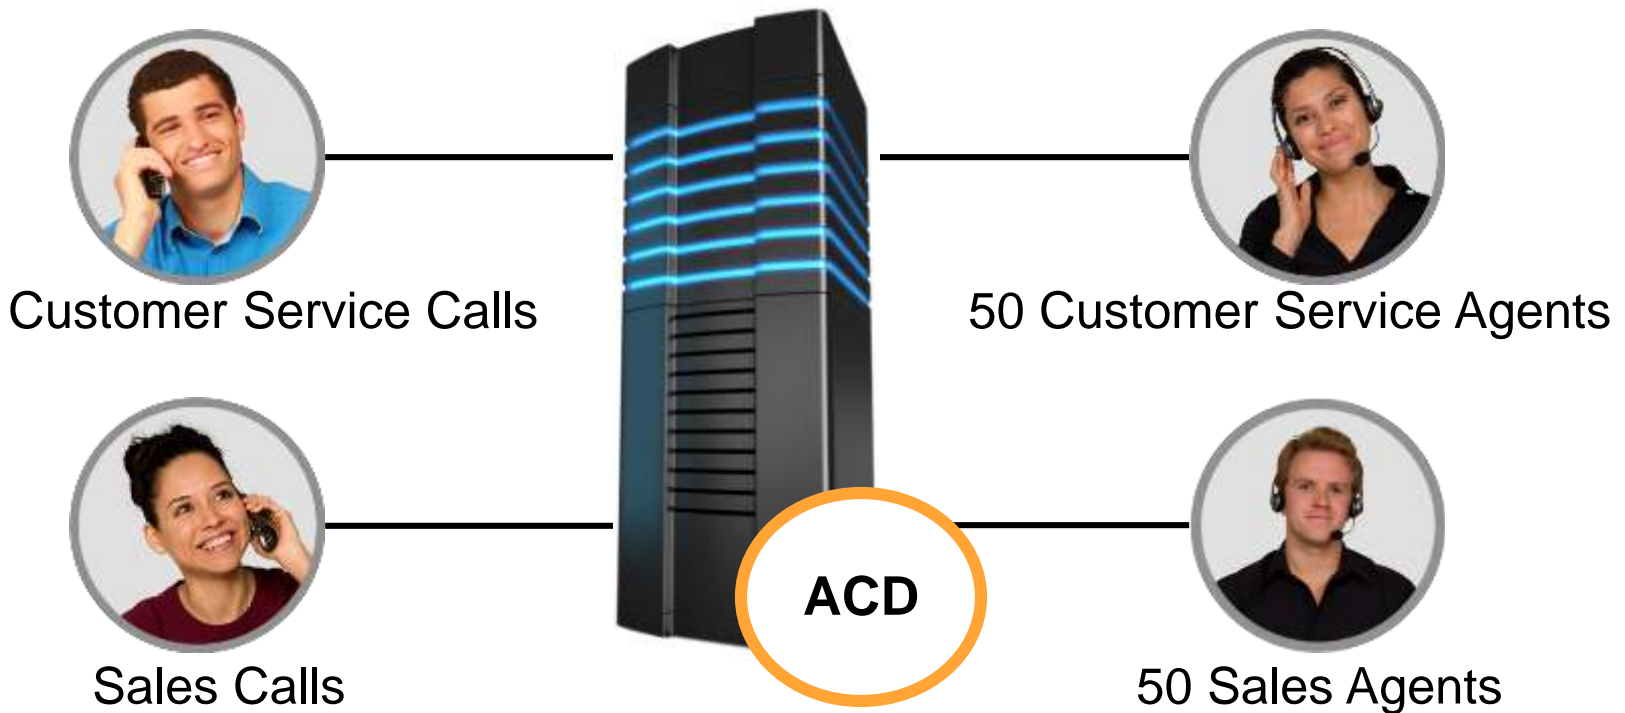 Customer Service Calls
50 Customer Service Agents
ACD
Sales Calls
50 Sales Agents